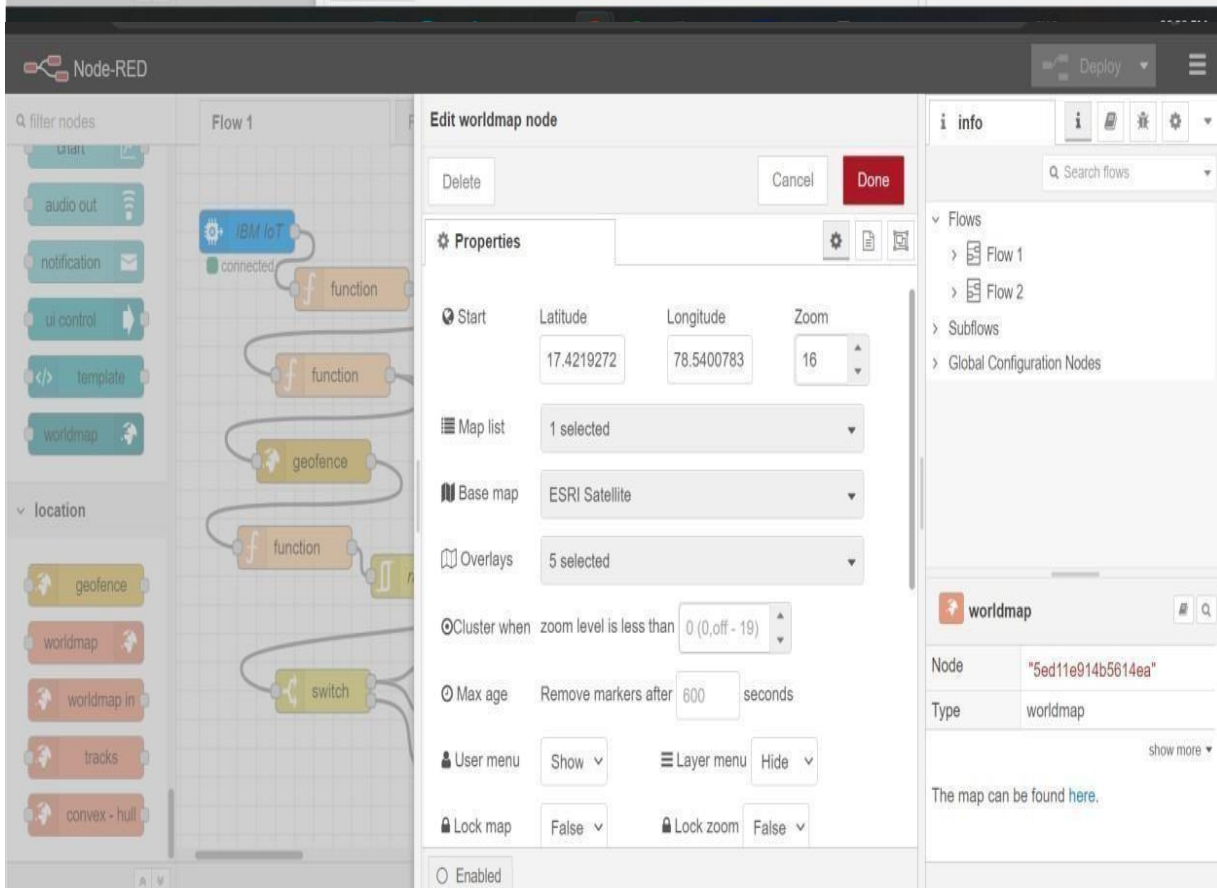 Node-RED
Deploy
filter nodes
chart
audio out
notification
ui control
template
worldmap
location
geofence
worldmap
worldmap in
tracks
convex - hull
Flow 1
IBM IoT
connected
function
function
geofence
function
switch
Edit worldmap node
Delete
Cancel
Done
Properties
Start
Latitude
Longitude
Zoom
17.4219272
78.5400783
16
Map list
1 selected
Base map
ESRI Satellite
Overlays
5 selected
Cluster when zoom level is less than 0 (0,off - 19)
Max age Remove markers after 600 seconds
User menu Show
Layer menu Hide
Lock map False
Lock zoom False
Enabled
i info
i
Search flows
Flows
Flow 1
Flow 2
Subflows
Global Configuration Nodes
worldmap
Node "5ed11e914b5614ea"
Type worldmap
show more
The map can be found here.